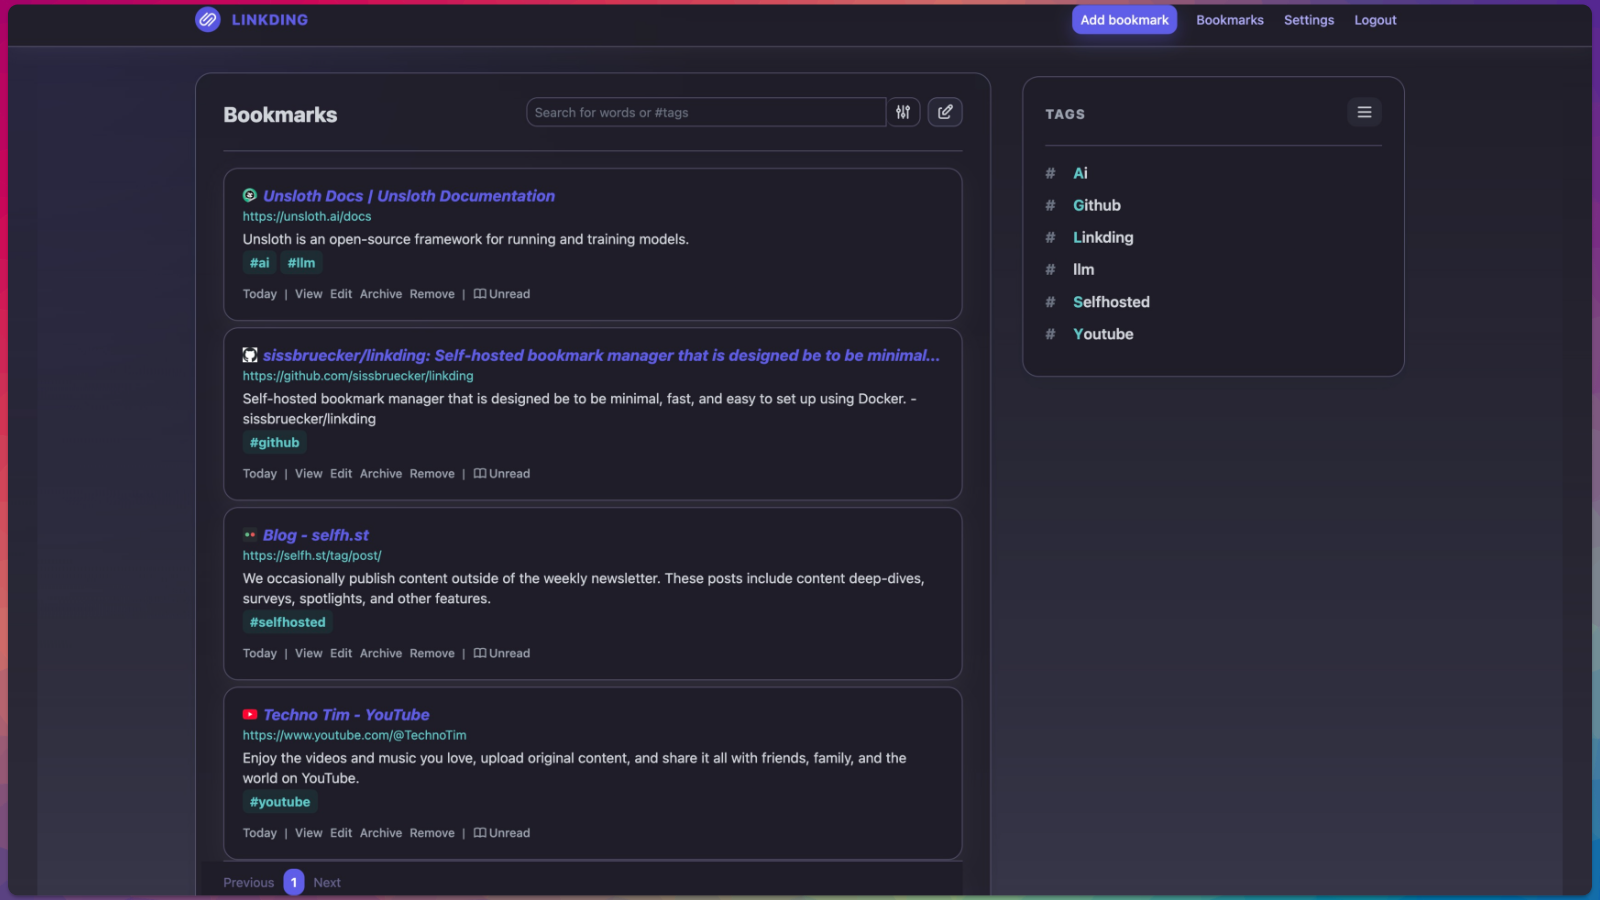 LINKDING
Add bookmark Bookmarks Settings Logout
Bookmarks
Search for words or #tags
Unsloth Docs | Unsloth Documentation
https://unsloth.ai/docs
Unsloth is an open-source framework for running and training models.
#ai #llm
Today | View Edit Archive Remove | Unread
sissbruecker/linkding: Self-hosted bookmark manager that is designed be to be minimal...
https://github.com/sissbruecker/linkding
Self-hosted bookmark manager that is designed be to be minimal, fast, and easy to set up using Docker. -
sissbruecker/linkding
#github
Today | View Edit Archive Remove | Unread
Blog - selfh.st
https://selfh.st/tag/post/
We occasionally publish content outside of the weekly newsletter. These posts include content deep-dives,
surveys, spotlights, and other features.
#selfhosted
Today | View Edit Archive Remove | Unread
Techno Tim - YouTube
https://www.youtube.com/@TechnoTim
Enjoy the videos and music you love, upload original content, and share it all with friends, family, and the
world on YouTube.
#youtube
Today | View Edit Archive Remove | Unread
Previous 1 Next
TAGS
# Ai
# Github
# Linkding
# llm
# Selfhosted
# Youtube